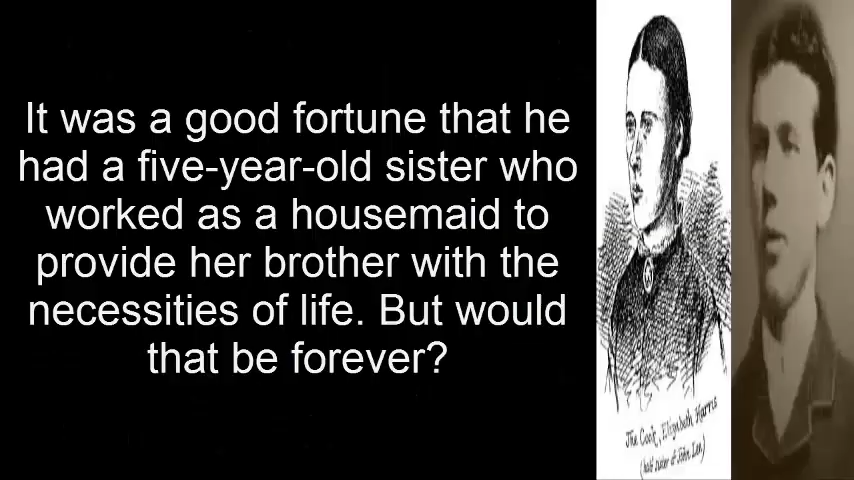 It was a good fortune that he
had a five-year-old sister who
worked as a housemaid to
provide her brother with the
necessities of life. But would
that be forever?
The Cook, Elizabeth Harris
(half sister of John Lee)